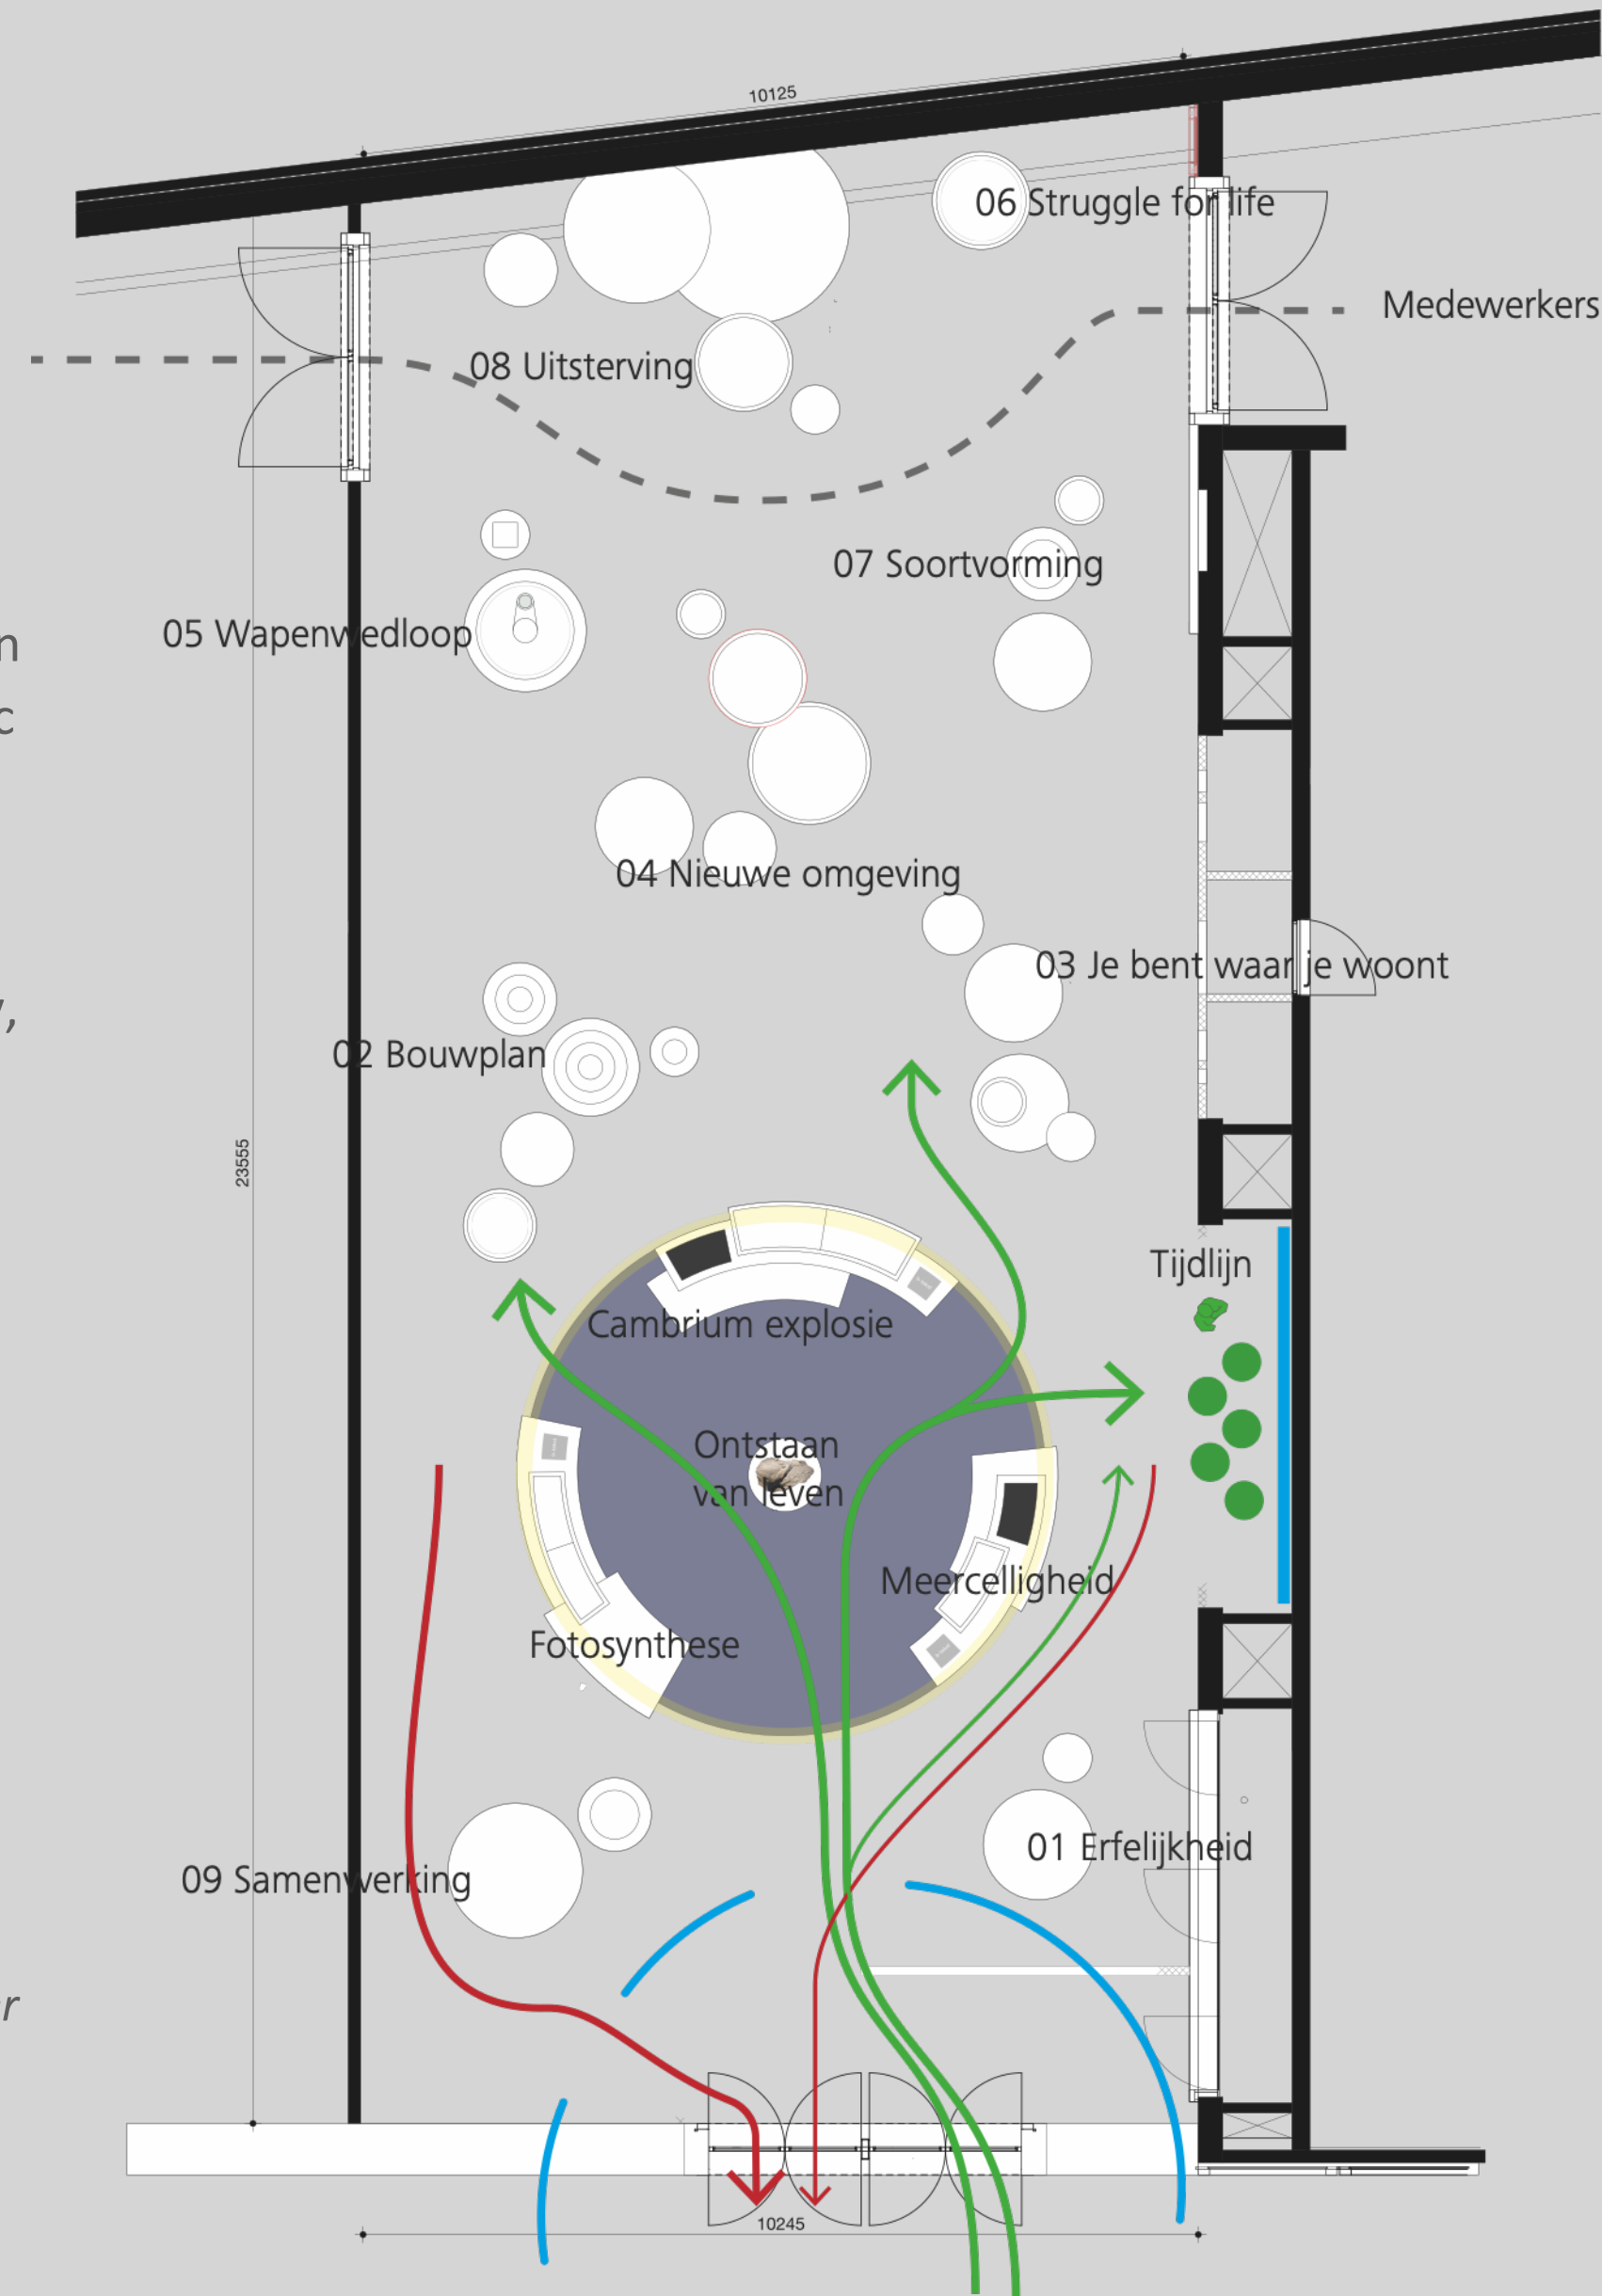 10125
06 Struggle for life
Medewerkers
08 Uitsterving
07 Soortvorming
05 Wapenwedloop
n
c
04 Nieuwe omgeving
03 Je bent waar je woont
,
02 Bouwplan
23555
Tijdlijn
Cambrium explosie
Ontstaan
van leven
Meercelligheid
Fotosynthese
01 Erfelijkheid
09 Samenwerking
r
10245